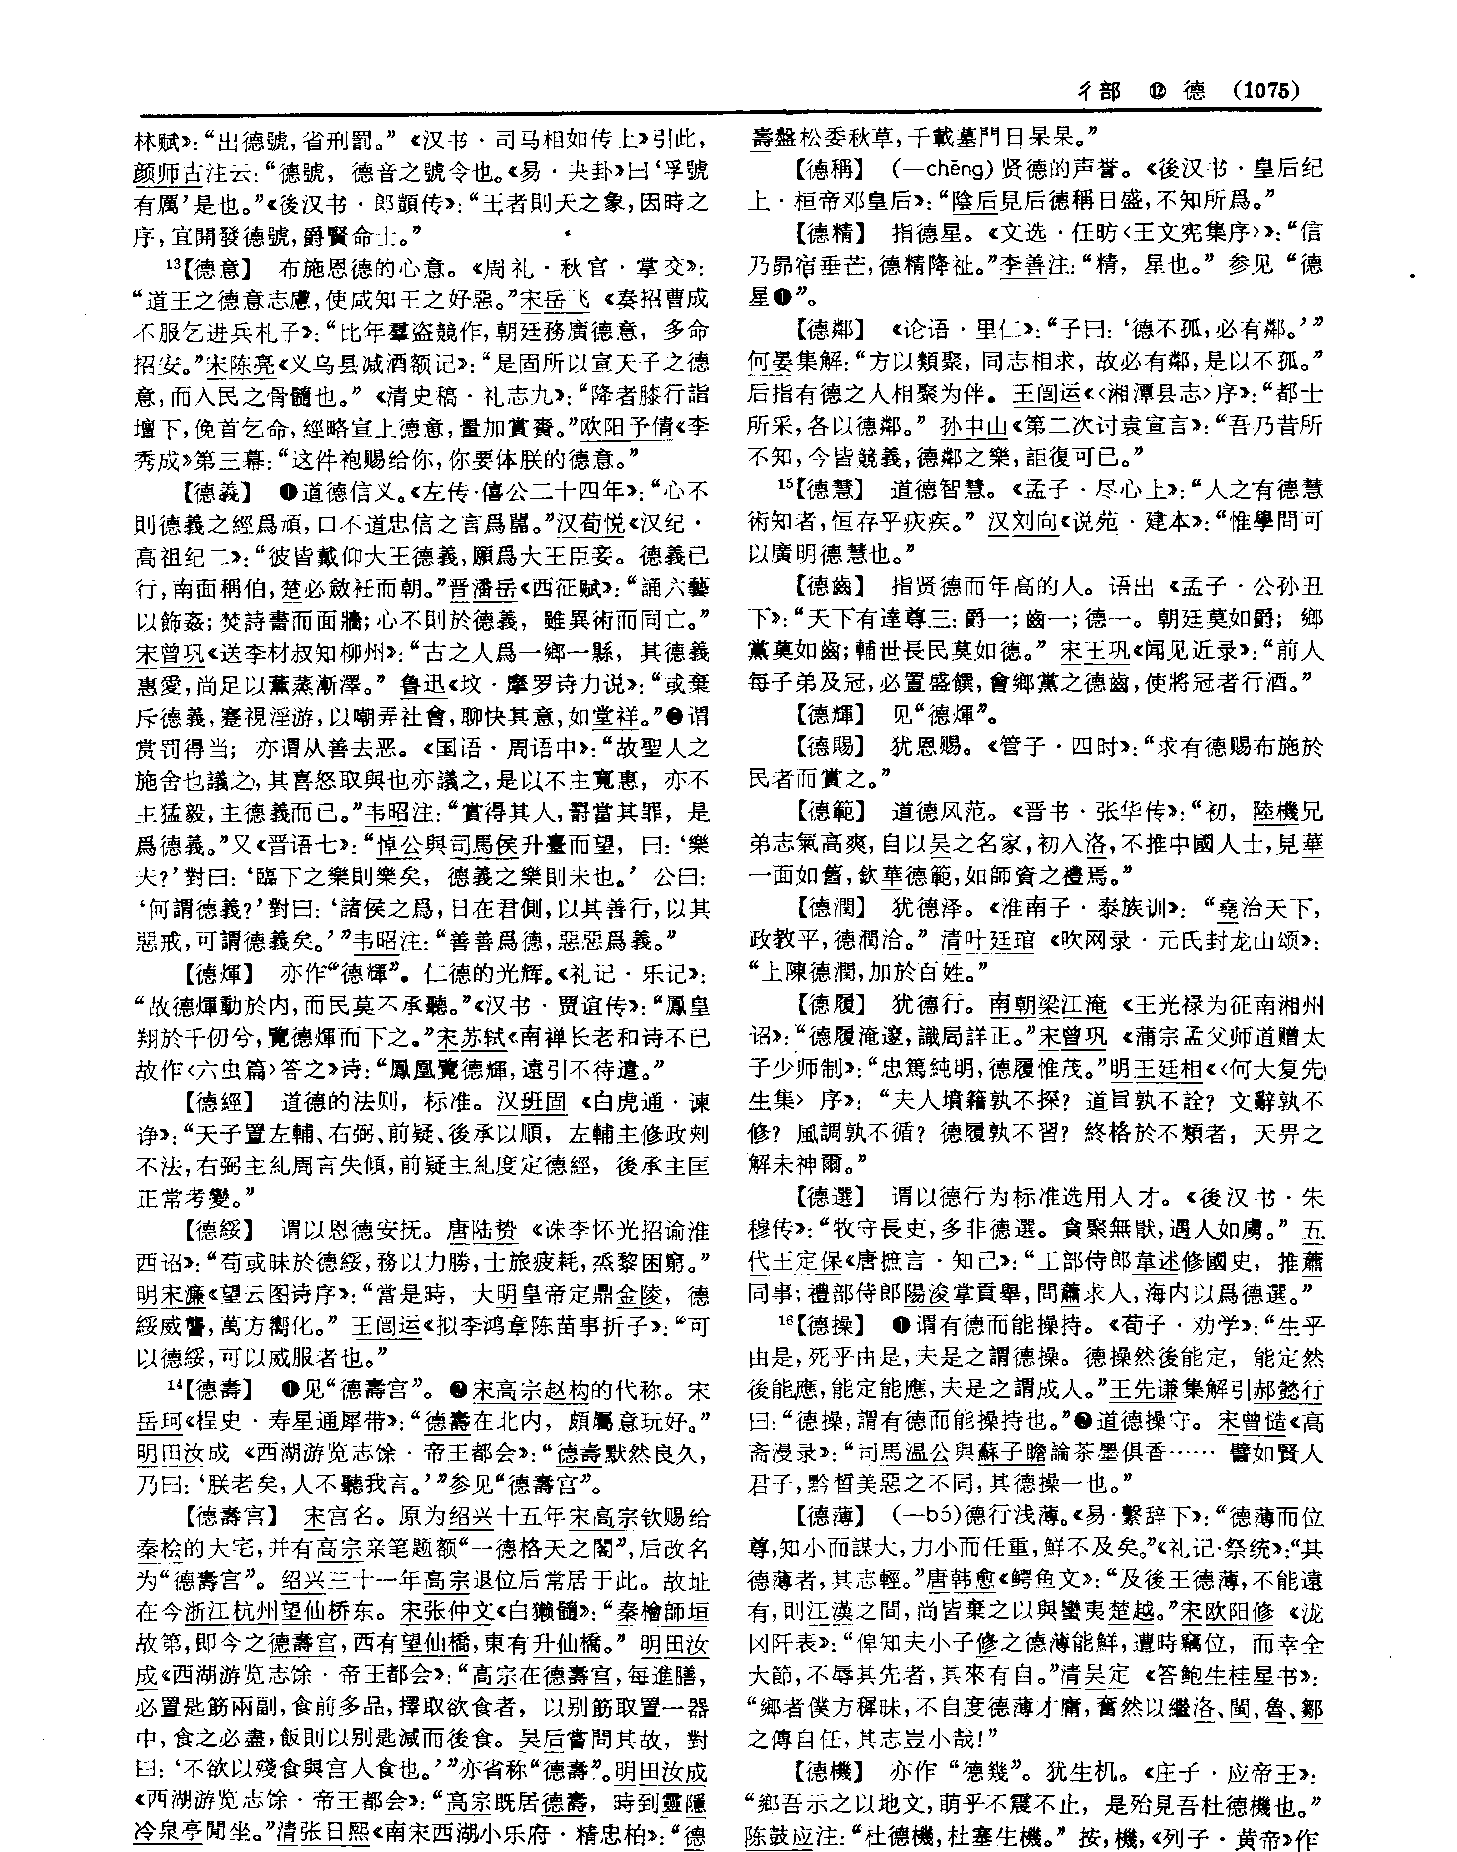 彳部 ⑫ 德 (1075)
林赋》：“出德號，省刑罰。”《汉书·司马相如传上》引此，
颜师古注云：“德號，德音之號令也。《易·夬卦》曰‘孚號
有厲’是也。”《後汉书·郎顗传》：“王者則天之象，因時之
序，宜開發德號，爵賢命士。”
13【德意】 布施恩德的心意。《周礼·秋官·掌交》：
“道王之德意志慮，使咸知王之好惡。”宋岳飞《奏招曹成
不服乞进兵札子》：“比年羣盗競作，朝廷務廣德意，多命
招安。”宋陈亮《义乌县减酒额记》：“是固所以宣天子之德
意，而入民之骨髓也。”《清史稿·礼志九》：“降者膝行詣
壇下，俛首乞命，經略宣上德意，量加賞賚。”欧阳予倩《李
秀成》第三幕：“这件袍赐给你，你要体朕的德意。”
【德義】 ❶道德信义。《左传·僖公二十四年》：“心不
則德義之經爲頑，口不道忠信之言爲嚚。”汉荀悦《汉纪·
高祖纪二》：“彼皆戴仰大王德義，願爲大王臣妾。德義已
行，南面稱伯，楚必斂衽而朝。”晋潘岳《西征赋》：“誦六藝
以飾姦；焚詩書而面牆；心不則於德義，雖異術而同亡。”
宋曾巩《送李材叔知柳州》：“古之人爲一鄉一縣，其德義
惠愛，尚足以薰蒸漸澤。”鲁迅《坟·摩罗诗力说》：“或棄
斥德義，蹇視淫游，以嘲弄社會，聊快其意，如堂祥。”❷谓
赏罚得当；亦谓从善去恶。《国语·周语中》：“故聖人之
施舍也議之，其喜怒取與也亦議之，是以不主寬惠，亦不
主猛毅，主德義而已。”韦昭注：“賞得其人，罰當其罪，是
爲德義。”又《晋语七》：“悼公與司馬侯升臺而望，曰：‘樂
夫？’對曰：‘臨下之樂則樂矣，德義之樂則未也。’公曰：
‘何謂德義？’對曰：‘諸侯之爲，日在君側，以其善行，以其
惡戒，可謂德義矣。’”韦昭注：“善善爲德，惡惡爲義。”
【德煇】 亦作“德輝”。仁德的光辉。《礼记·乐记》：
“故德煇動於内，而民莫不承聽。”《汉书·贾谊传》：“鳳皇
翔於千仞兮，覽德煇而下之。”宋苏轼《南禅长老和诗不已
故作〈六虫篇〉答之》诗：“鳳凰覽德輝，遠引不待遣。”
【德經】 道德的法则，标准。汉班固《白虎通·谏
诤》：“天子置左輔、右弼、前疑、後承以順，左輔主修政刺
不法，右弼主糾周言失傾，前疑主糾度定德經，後承主匡
正常考變。”
【德綏】 谓以恩德安抚。唐陆贽《诛李怀光招谕淮
西诏》：“苟或昧於德綏，務以力勝，士旅疲耗，烝黎困窮。”
明宋濂《望云图诗序》：“當是時，大明皇帝定鼎金陵，德
綏威讋，萬方嚮化。”王闿运《拟李鸿章陈苗事折子》：“可
以德綏，可以威服者也。”
14【德壽】 ❶见“德壽宫”。❷宋高宗赵构的代称。宋
岳珂《桯史·寿星通犀带》：“德壽在北内，頗屬意玩好。”
明田汝成《西湖游览志馀·帝王都会》：“德壽默然良久，
乃曰：‘朕老矣，人不聽我言。’”参见“德壽宫”。
【德壽宫】 宋宫名。原为绍兴十五年宋高宗钦赐给
秦桧的大宅，并有高宗亲笔题额“一德格天之閣”，后改名
为“德壽宫”。绍兴三十一年高宗退位后常居于此。故址
在今浙江杭州望仙桥东。宋张仲文《白獭髓》：“秦檜師垣
故第，即今之德壽宫，西有望仙橋，東有升仙橋。”明田汝
成《西湖游览志馀·帝王都会》：“高宗在德壽宫，每進膳，
必置匙筯兩副，食前多品，擇取欲食者，以别筯取置一器
中，食之必盡，飯則以别匙減而後食。吴后嘗問其故，對
曰：‘不欲以殘食與宫人食也。’”亦省称“德壽”。明田汝成
《西湖游览志馀·帝王都会》：“高宗既居德壽，時到靈隱
冷泉亭閒坐。”清张日熙《南宋西湖小乐府·精忠柏》：“德
壽盤松委秋草，千載墓門日杲杲。”
【德稱】 （—chēng）贤德的声誉。《後汉书·皇后纪
上·桓帝邓皇后》：“陰后見后德稱日盛，不知所爲。”
【德精】 指德星。《文选·任昉〈王文宪集序〉》：“信
乃昴宿垂芒，德精降祉。”李善注：“精，星也。”参见“德
星❶”。
【德鄰】 《论语·里仁》：“子曰：‘德不孤，必有鄰。’”
何晏集解：“方以類聚，同志相求，故必有鄰，是以不孤。”
后指有德之人相聚为伴。王闿运《〈湘潭县志〉序》：“都士
所采，各以德鄰。”孙中山《第二次讨袁宣言》：“吾乃昔所
不知，今皆競義，德鄰之樂，詎復可已。”
15【德慧】 道德智慧。《孟子·尽心上》：“人之有德慧
術知者，恒存乎疢疾。”汉刘向《说苑·建本》：“惟學問可
以廣明德慧也。”
【德齒】 指贤德而年高的人。语出《孟子·公孙丑
下》：“天下有達尊三：爵一；齒一；德一。朝廷莫如爵；鄉
黨莫如齒；輔世長民莫如德。”宋王巩《闻见近录》：“前人
每子弟及冠，必置盛饌，會鄉黨之德齒，使將冠者行酒。”
【德輝】 见“德煇”。
【德賜】 犹恩赐。《管子·四时》：“求有德赐布施於
民者而賞之。”
【德範】 道德风范。《晋书·张华传》：“初，陸機兄
弟志氣高爽，自以吴之名家，初入洛，不推中國人士，見華
一面如舊，欽華德範，如師資之禮焉。”
【德潤】 犹德泽。《淮南子·泰族训》：“堯治天下，
政教平，德潤洽。”清叶廷琯《吹网录·元氏封龙山颂》：
“上陳德潤，加於百姓。”
【德履】 犹德行。南朝梁江淹《王光禄为征南湘州
诏》：“德履淹邃，識局詳正。”宋曾巩《蒲宗孟父师道赠太
子少师制》：“忠篤純明，德履惟茂。”明王廷相《〈何大复先
生集〉序》：“夫人墳籍孰不探？道旨孰不詮？文辭孰不
修？風調孰不循？德履孰不習？終格於不類者，天畀之
解未神爾。”
【德選】 谓以德行为标准选用人才。《後汉书·朱
穆传》：“牧守長吏，多非德選。貪聚無猒，遇人如虜。”五
代王定保《唐摭言·知己》：“工部侍郎韋述修國史，推蕭
同事；禮部侍郎陽浚掌貢舉，問蕭求人，海内以爲德選。”
16【德操】 ❶谓有德而能操持。《荀子·劝学》：“生乎
由是，死乎由是，夫是之謂德操。德操然後能定，能定然
後能應，能定能應，夫是之謂成人。”王先谦集解引郝懿行
曰：“德操，謂有德而能操持也。”❷道德操守。宋曾慥《高
斋漫录》：“司馬温公與蘇子瞻論茶墨俱香……譬如賢人
君子，黔晳美惡之不同，其德操一也。”
【德薄】 （—bó）德行浅薄。《易·繫辞下》：“德薄而位
尊，知小而謀大，力小而任重，鮮不及矣。”《礼记·祭统》：“其
德薄者，其志輕。”唐韩愈《鳄鱼文》：“及後王德薄，不能遠
有，則江漢之間，尚皆棄之以與蠻夷楚越。”宋欧阳修《泷
冈阡表》：“俾知夫小子修之德薄能鮮，遭時竊位，而幸全
大節，不辱其先者，其來有自。”清吴定《答鲍生桂星书》：
“鄉者僕方穉昧，不自度德薄才庸，奮然以繼洛、閩、魯、鄒
之傳自任，其志豈小哉！”
【德機】 亦作“德幾”。犹生机。《庄子·应帝王》：
“鄉吾示之以地文，萌乎不震不止，是殆見吾杜德機也。”
陈鼓应注：“杜德機，杜塞生機。”按，機，《列子·黄帝》作